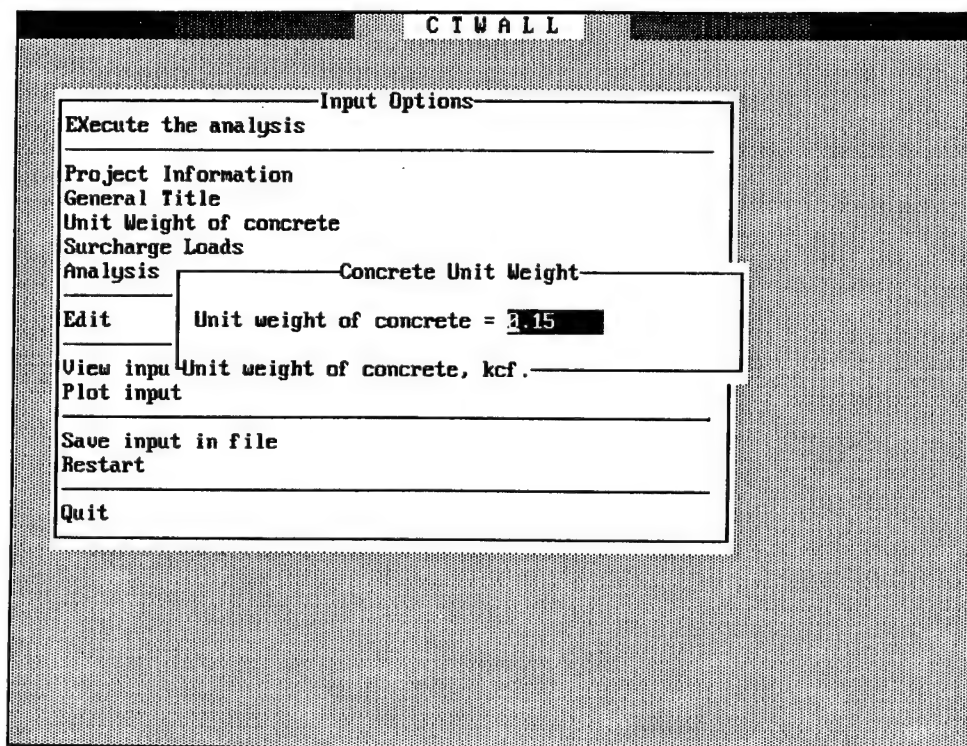 C T W A L L
Input Options
EXecute the analysis
Project Information
General Title
Unit Weight of concrete
Surcharge Loads
Analysis
Concrete Unit Weight
Edit
Unit weight of concrete = 0.15
View inpu
Unit weight of concrete, kcf.
Plot input
Save input in file
Restart
Quit